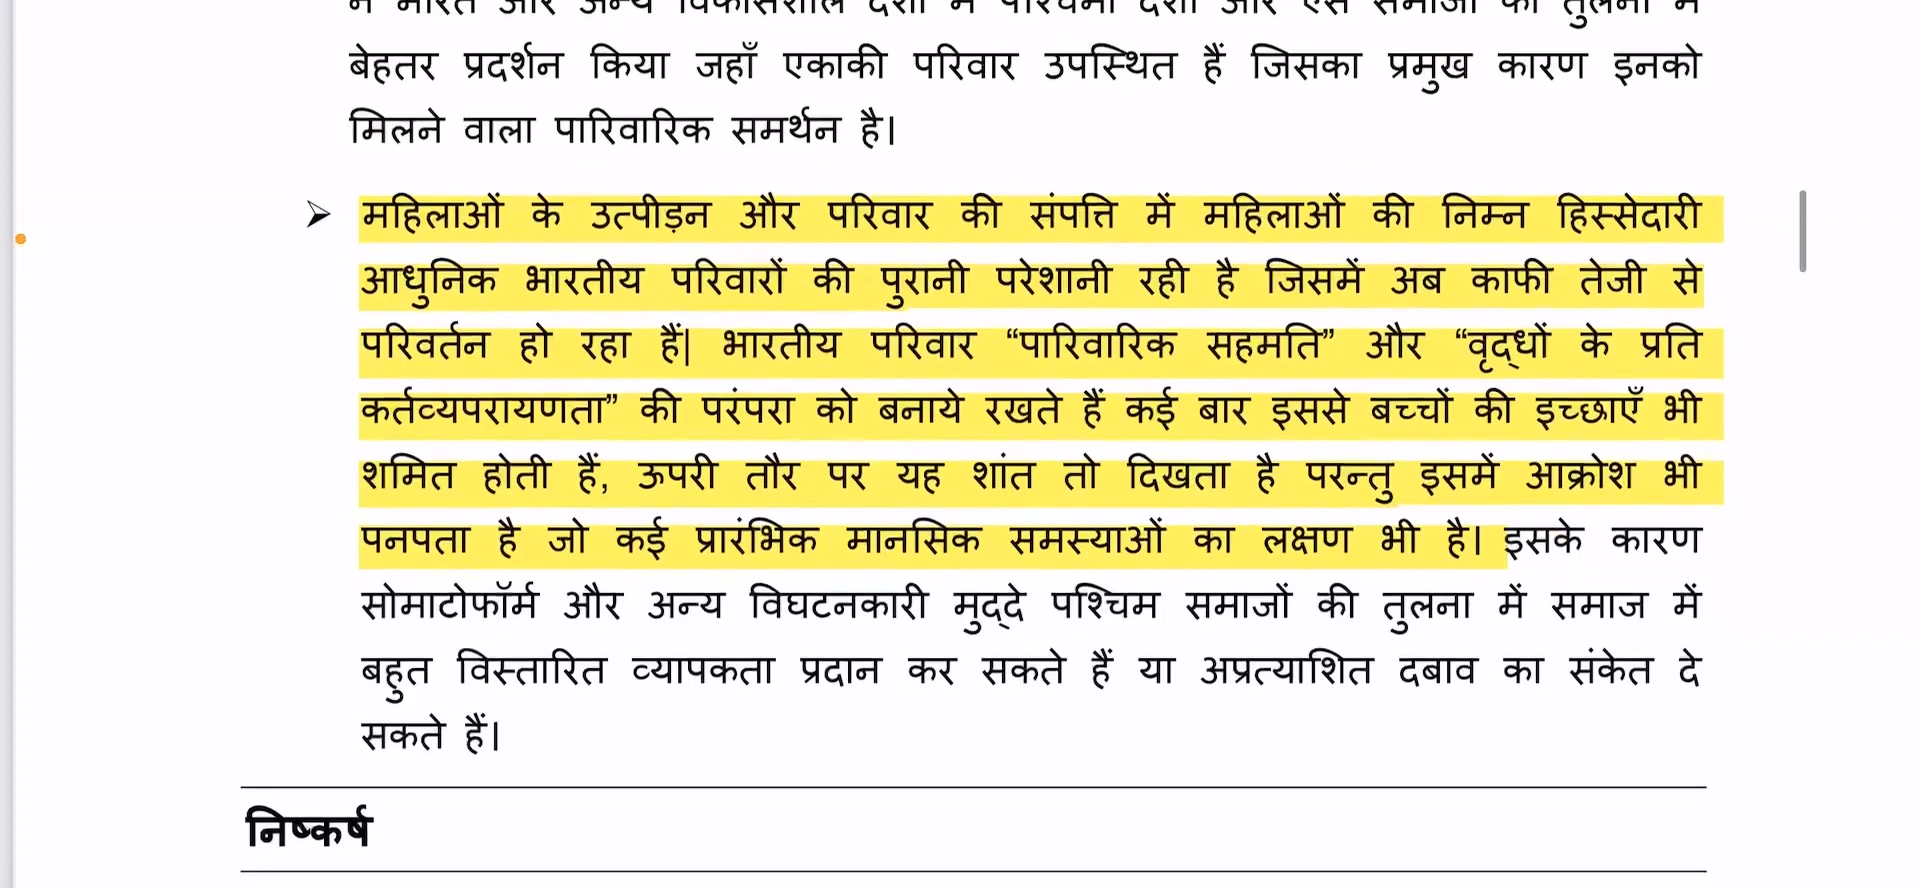 बेहतर प्रदर्शन किया जहाँ एकाकी परिवार उपस्थित हैं जिसका प्रमुख कारण इनको
मिलने वाला पारिवारिक समर्थन है।
➢ महिलाओं के उत्पीड़न और परिवार की संपत्ति में महिलाओं की निम्न हिस्सेदारी
आधुनिक भारतीय परिवारों की पुरानी परेशानी रही है जिसमें अब काफी तेजी से
परिवर्तन हो रहा हैं| भारतीय परिवार “पारिवारिक सहमति” और “वृद्धों के प्रति
कर्तव्यपरायणता” की परंपरा को बनाये रखते हैं कई बार इससे बच्चों की इच्छाएँ भी
शमित होती हैं, ऊपरी तौर पर यह शांत तो दिखता है परन्तु इसमें आक्रोश भी
पनपता है जो कई प्रारंभिक मानसिक समस्याओं का लक्षण भी है। इसके कारण
सोमाटोफॉर्म और अन्य विघटनकारी मुद्दे पश्चिम समाजों की तुलना में समाज में
बहुत विस्तारित व्यापकता प्रदान कर सकते हैं या अप्रत्याशित दबाव का संकेत दे
सकते हैं।
निष्कर्ष